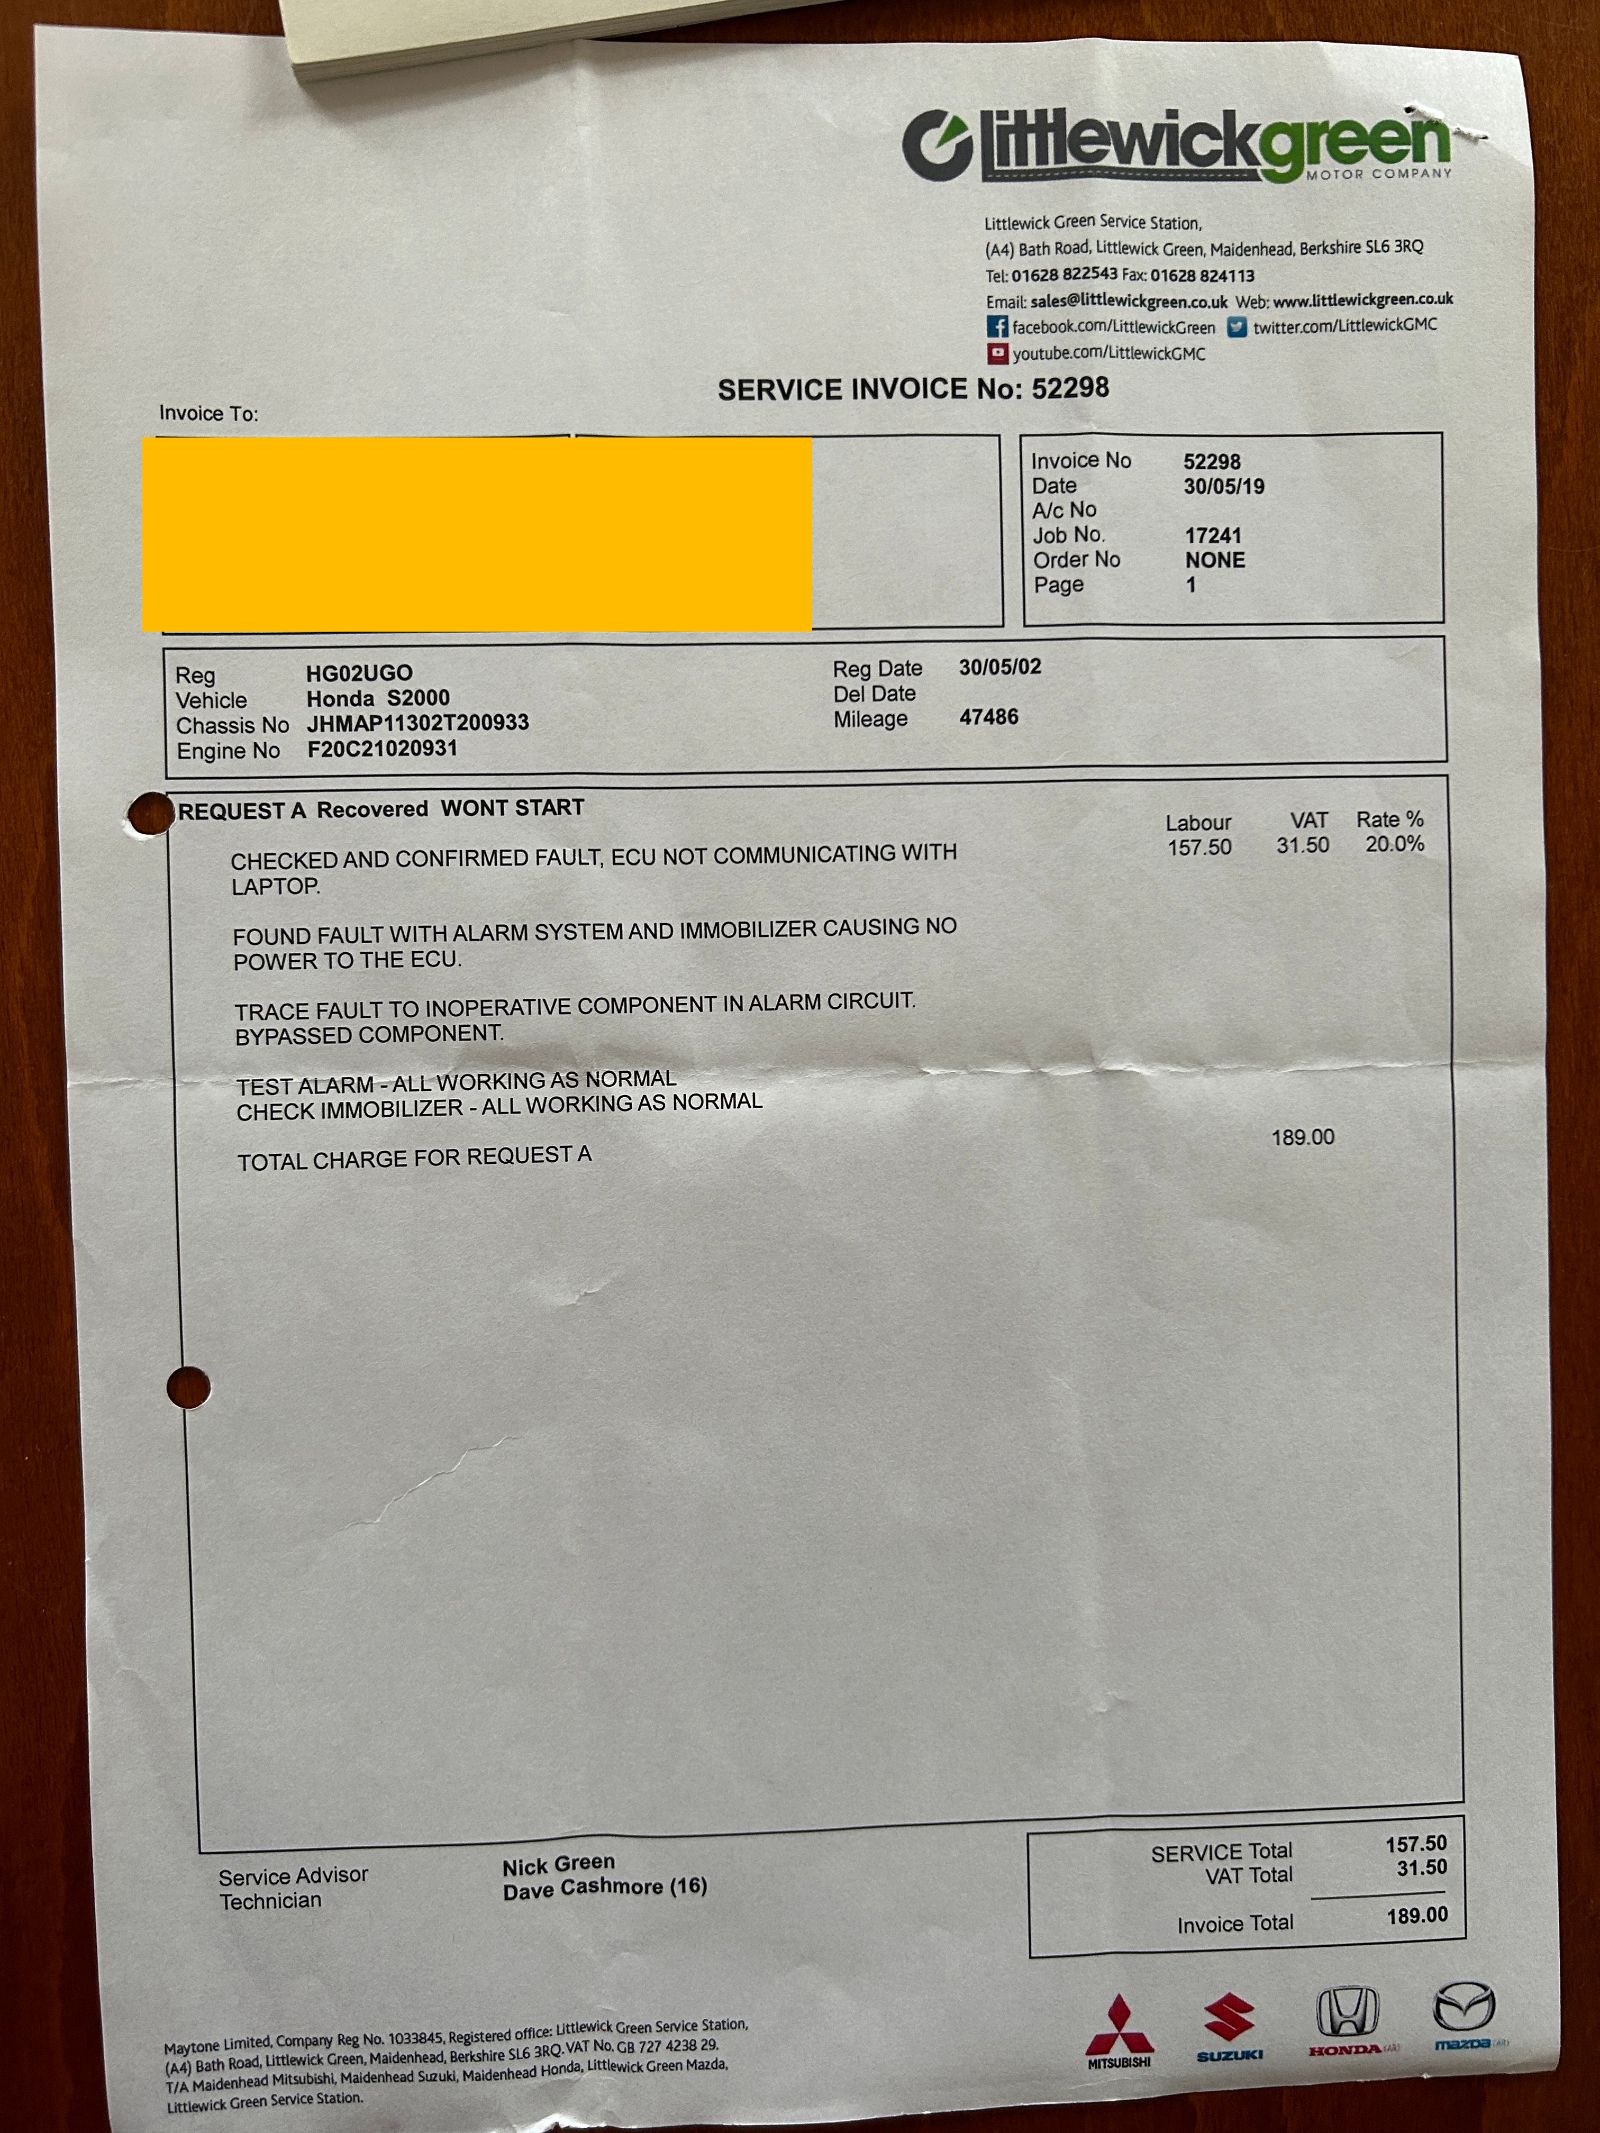 littlewickgreen
MOTOR COMPANY
Littlewick Green Service Station,
(A4) Bath Road, Littlewick Green, Maidenhead, Berkshire SL6 3RQ
Tel: 01628 822543 Fax: 01628 824113
Email: sales@littlewickgreen.co.uk Web: www.littlewickgreen.co.uk
facebook.com/LittlewickGreen twitter.com/LittlewickGMC
youtube.com/LittlewickGMC
SERVICE INVOICE No: 52298
Invoice To:
Invoice No 52298
Date 30/05/19
A/c No
Job No. 17241
Order No NONE
Page 1
Reg HG02UGO Reg Date 30/05/02
Vehicle Honda S2000 Del Date
Chassis No JHMAP11302T200933 Mileage 47486
Engine No F20C21020931
REQUEST A Recovered WONT START
Labour VAT Rate %
157.50 31.50 20.0%
CHECKED AND CONFIRMED FAULT, ECU NOT COMMUNICATING WITH
LAPTOP.
FOUND FAULT WITH ALARM SYSTEM AND IMMOBILIZER CAUSING NO
POWER TO THE ECU.
TRACE FAULT TO INOPERATIVE COMPONENT IN ALARM CIRCUIT.
BYPASSED COMPONENT.
TEST ALARM - ALL WORKING AS NORMAL
CHECK IMMOBILIZER - ALL WORKING AS NORMAL
TOTAL CHARGE FOR REQUEST A 189.00
Service Advisor Nick Green
Technician Dave Cashmore (16)
SERVICE Total 157.50
VAT Total 31.50
Invoice Total 189.00
Maytone Limited, Company Reg No. 1033845, Registered office: Littlewick Green Service Station,
(A4) Bath Road, Littlewick Green, Maidenhead, Berkshire SL6 3RQ. VAT No. GB 727 4238 29.
T/A Maidenhead Mitsubishi, Maidenhead Suzuki, Maidenhead Honda, Littlewick Green Mazda,
Littlewick Green Service Station.
MITSUBISHI SUZUKI HONDA mazda